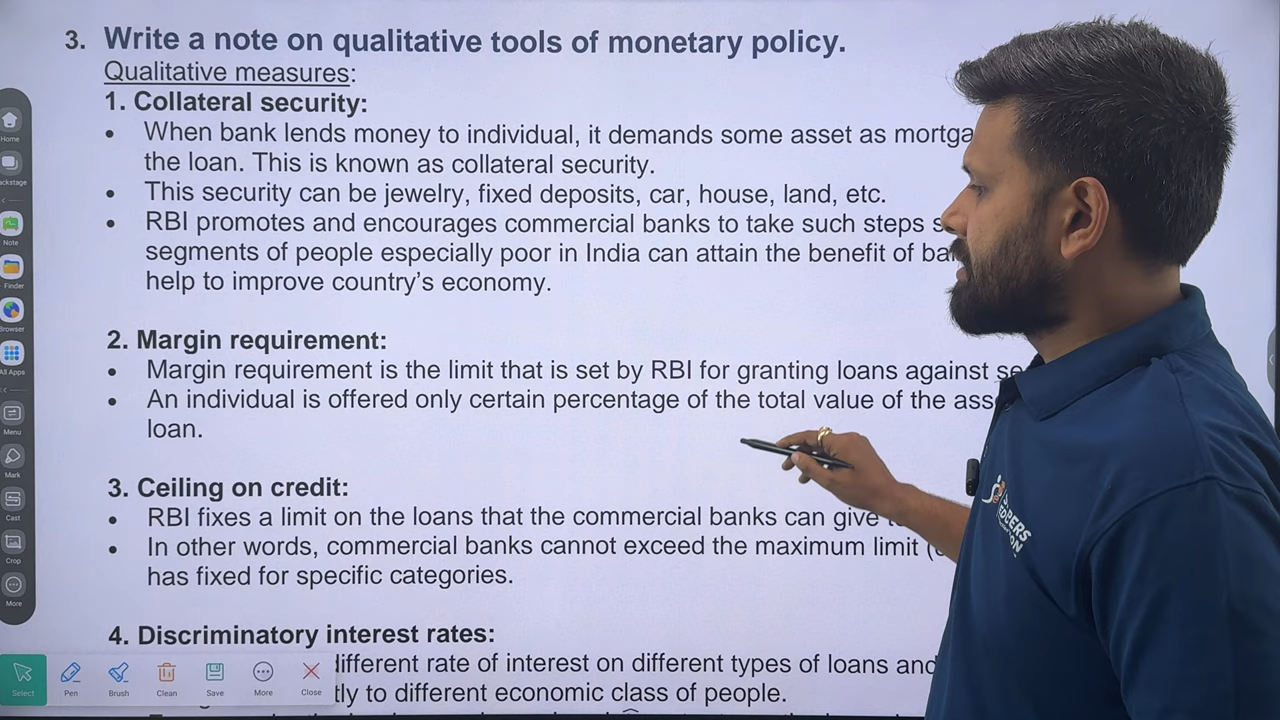 3. Write a note on qualitative tools of monetary policy.
Qualitative measures:
1. Collateral security:
• When bank lends money to individual, it demands some asset as
the loan. This is known as collateral security.
• This security can be jewelry, fixed deposits, car, house, land, etc.
• RBI promotes and encourages commercial banks to take such steps
segments of people especially poor in India can attain the benefit of
help to improve country's economy.
2. Margin requirement:
• Margin requirement is the limit that is set by RBI for granting loans against
• An individual is offered only certain percentage of the total value of the
loan.
3. Ceiling on credit:
• RBI fixes a limit on the loans that the commercial banks can give
• In other words, commercial banks cannot exceed the maximum limit
has fixed for specific categories.
4. Discriminatory interest rates:
different rate of interest on different types of loans and
to different economic class of people.
Home
Note
Finder
Browser
All Apps
Menu
Mark
Cast
Crop
More
Select
Pen
Brush
Clean
Save
More
Close